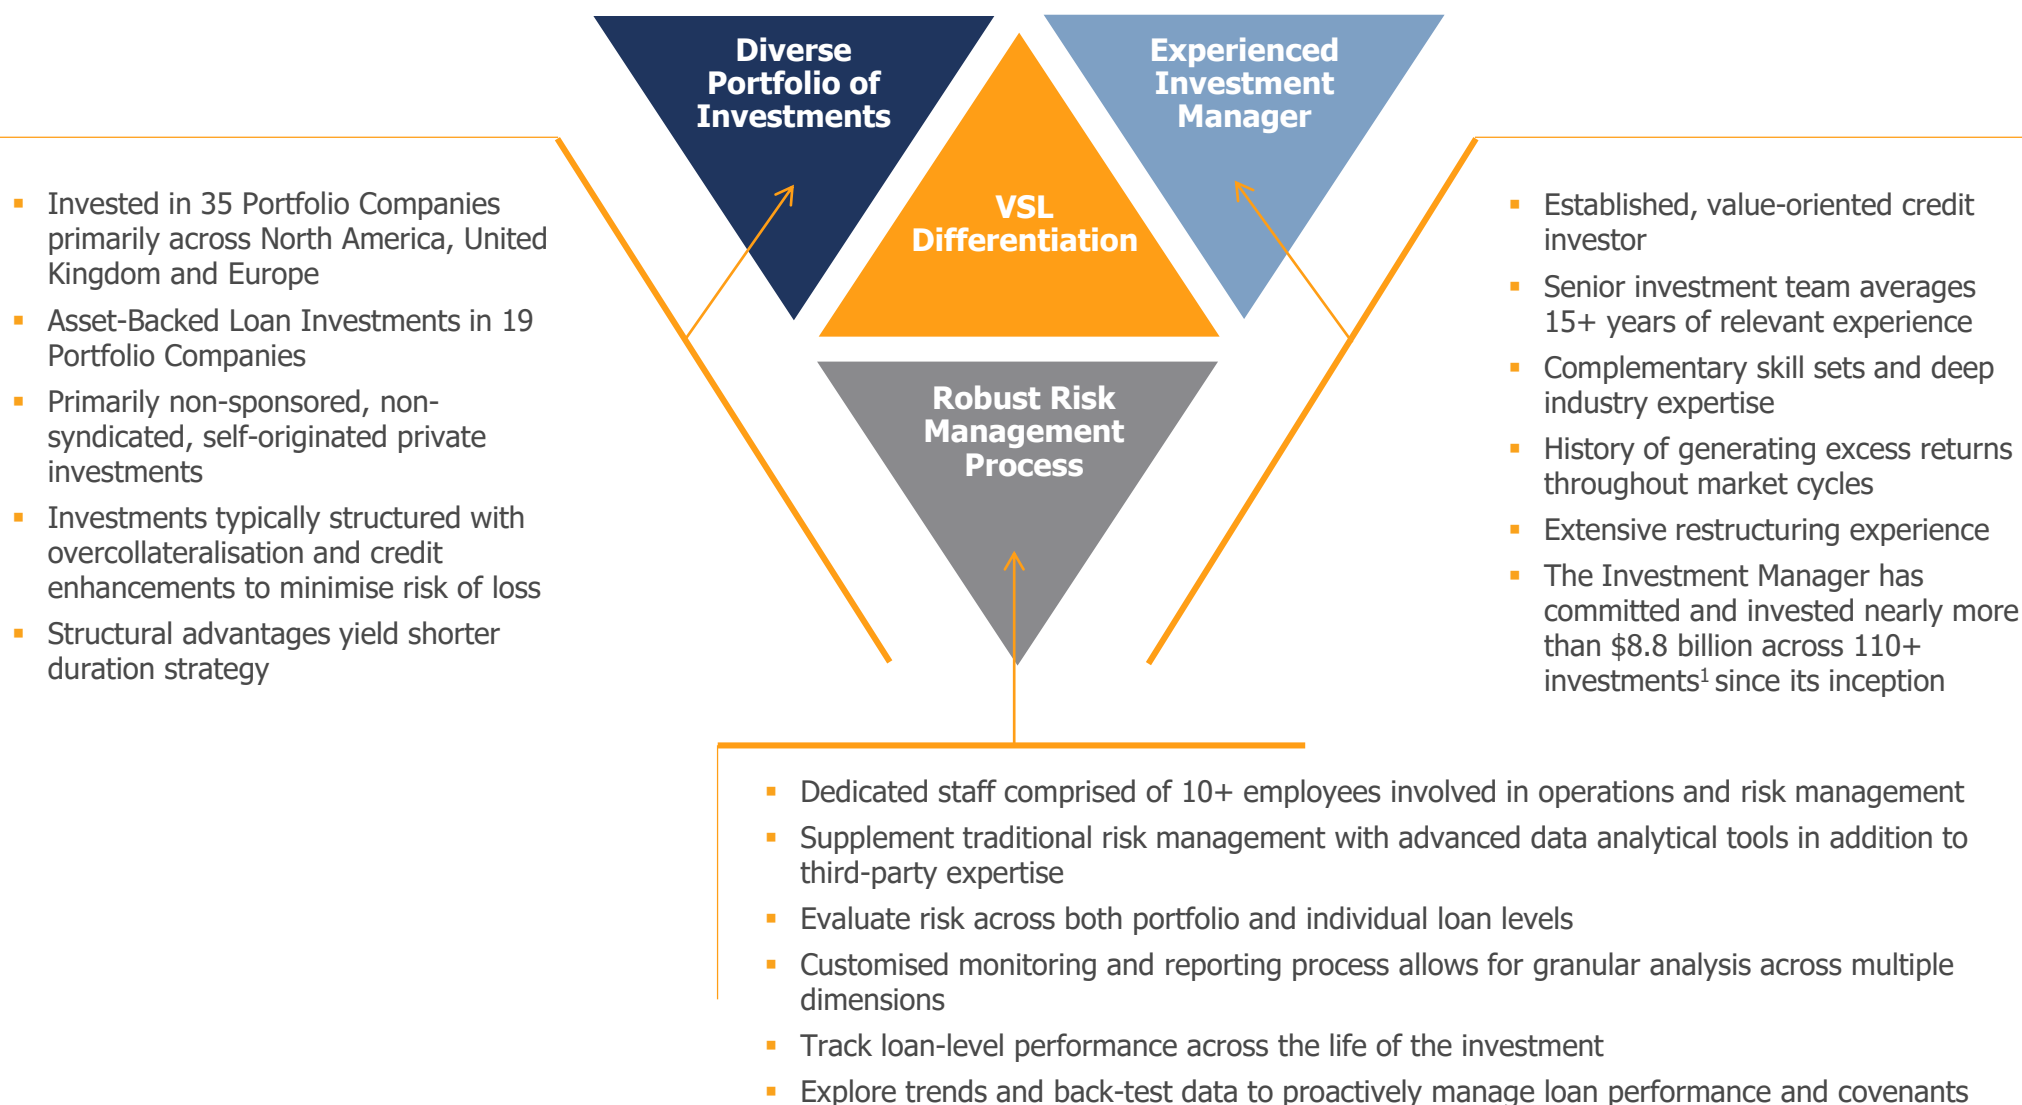 Diverse
Portfolio of
Investments
Experienced
Investment
Manager
VSL
Differentiation
Robust Risk
Management
Process
▪ Invested in 35 Portfolio Companies
primarily across North America, United
Kingdom and Europe
▪ Asset-Backed Loan Investments in 19
Portfolio Companies
▪ Primarily non-sponsored, non-
syndicated, self-originated private
investments
▪ Investments typically structured with
overcollateralisation and credit
enhancements to minimise risk of loss
▪ Structural advantages yield shorter
duration strategy
▪ Established, value-oriented credit
investor
▪ Senior investment team averages
15+ years of relevant experience
▪ Complementary skill sets and deep
industry expertise
▪ History of generating excess returns
throughout market cycles
▪ Extensive restructuring experience
▪ The Investment Manager has
committed and invested nearly more
than $8.8 billion across 110+
investments¹ since its inception
▪ Dedicated staff comprised of 10+ employees involved in operations and risk management
▪ Supplement traditional risk management with advanced data analytical tools in addition to
third-party expertise
▪ Evaluate risk across both portfolio and individual loan levels
▪ Customised monitoring and reporting process allows for granular analysis across multiple
dimensions
▪ Track loan-level performance across the life of the investment
▪ Explore trends and back-test data to proactively manage loan performance and covenants